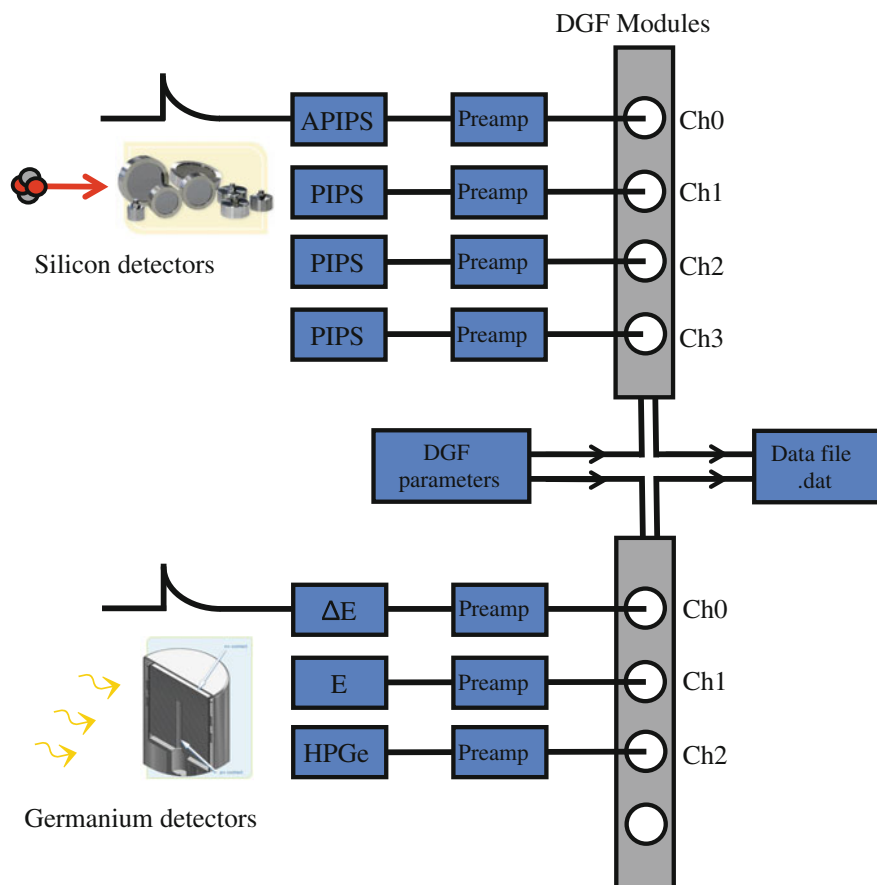 DGF Modules
APIPS
Preamp
Ch0
PIPS
Preamp
Ch1
PIPS
Preamp
Ch2
PIPS
Preamp
Ch3
Silicon detectors
DGF
parameters
Data file
.dat
ΔE
Preamp
Ch0
E
Preamp
Ch1
HPGe
Preamp
Ch2
Germanium detectors